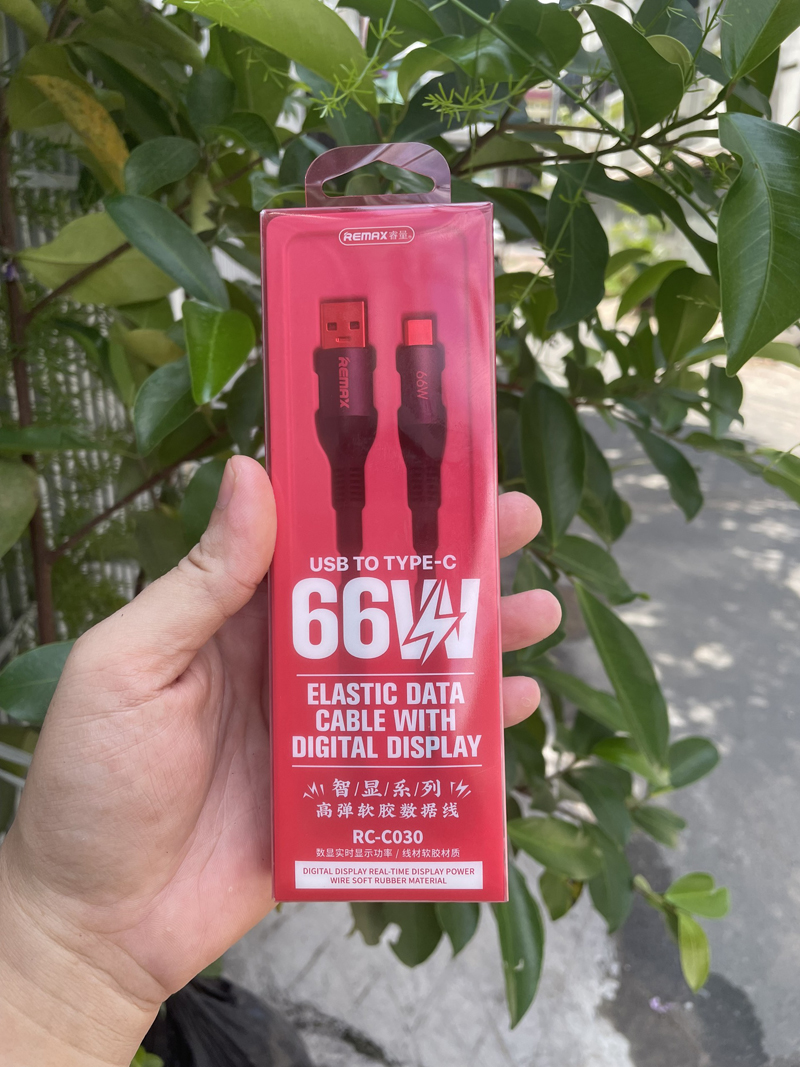 REMAX 睿量
REMAX
66W
USB TO TYPE-C
66W
ELASTIC DATA
CABLE WITH
DIGITAL DISPLAY
智/显/系/列
高弹软胶数据线
RC-C030
数显实时显示功率 / 线材软胶材质
DIGITAL DISPLAY REAL-TIME DISPLAY POWER
WIRE SOFT RUBBER MATERIAL